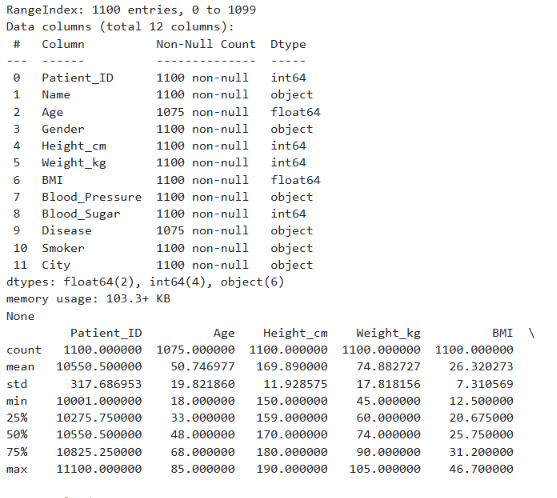 RangeIndex: 1100 entries, 0 to 1099
Data columns (total 12 columns):
 #   Column          Non-Null Count  Dtype
---  ------          --------------  -----
 0   Patient_ID      1100 non-null   int64
 1   Name            1100 non-null   object
 2   Age             1075 non-null   float64
 3   Gender          1100 non-null   object
 4   Height_cm       1100 non-null   int64
 5   Weight_kg       1100 non-null   int64
 6   BMI             1100 non-null   float64
 7   Blood_Pressure  1100 non-null   object
 8   Blood_Sugar     1100 non-null   int64
 9   Disease         1075 non-null   object
 10  Smoker          1100 non-null   object
 11  City            1100 non-null   object
dtypes: float64(2), int64(4), object(6)
memory usage: 103.3+ KB
None
         Patient_ID          Age    Height_cm    Weight_kg          BMI  \
count   1100.000000  1075.000000  1100.000000  1100.000000  1100.000000
mean   10550.500000    50.746977   169.890000    74.882727    26.320273
std      317.686953    19.821860    11.928575    17.818156     7.310569
min    10001.000000    18.000000   150.000000    45.000000    12.500000
25%    10275.750000    33.000000   159.000000    60.000000    20.675000
50%    10550.500000    48.000000   170.000000    74.000000    25.750000
75%    10825.250000    68.000000   180.000000    90.000000    31.200000
max    11100.000000    85.000000   190.000000   105.000000    46.700000